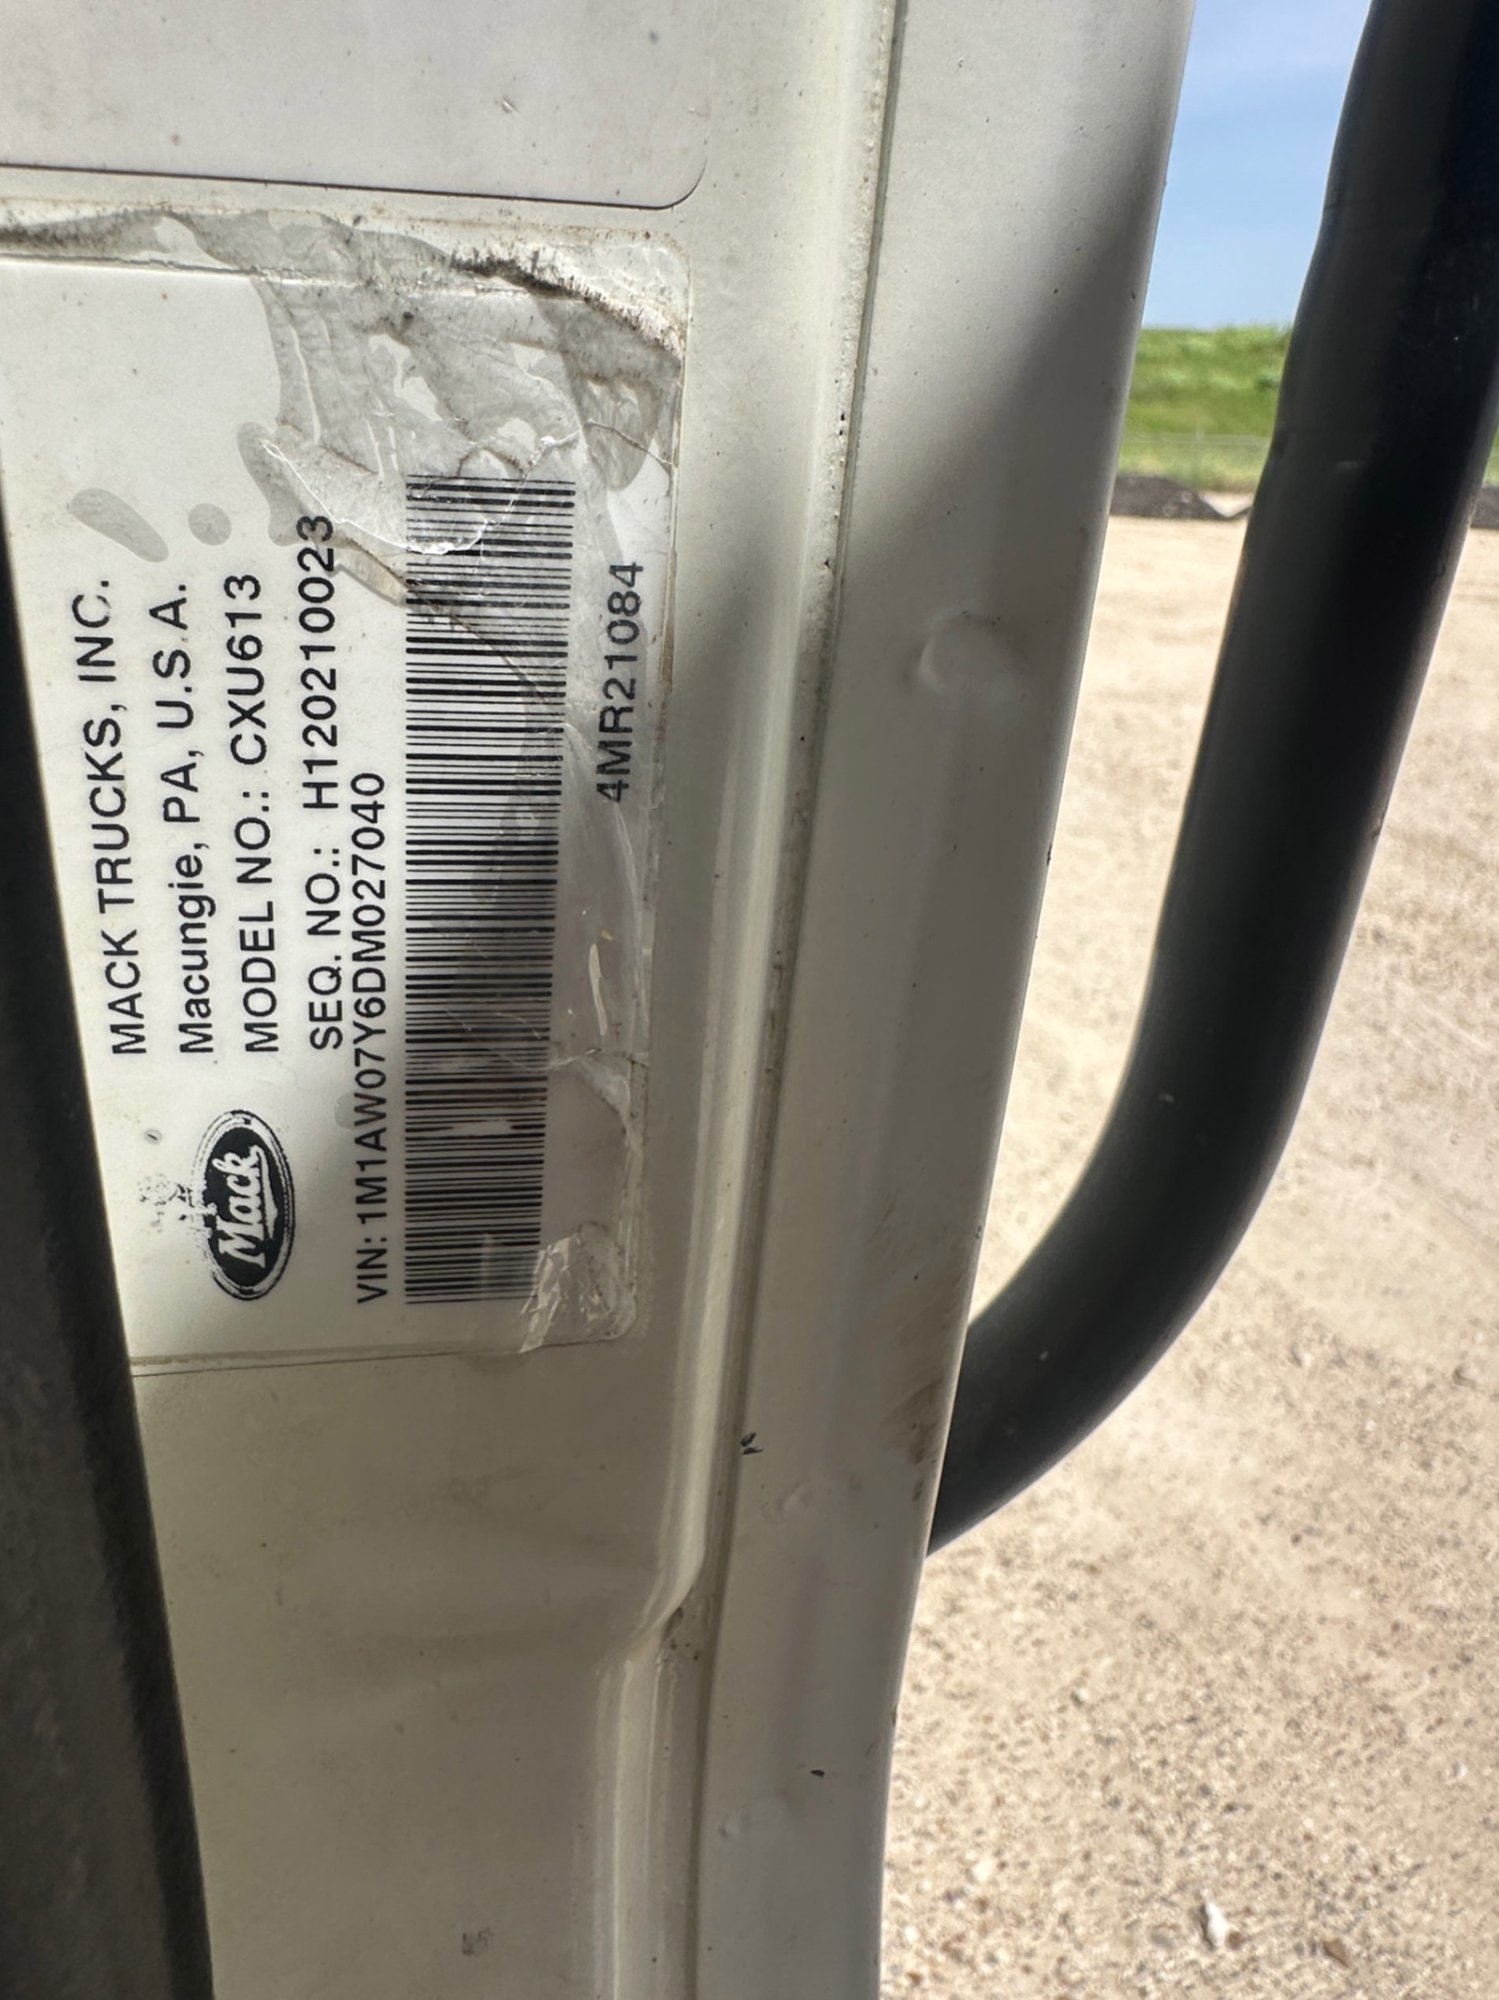 MACK TRUCKS, INC.
Macungie, PA, U.S.A.
MODEL NO.: CXU613
SEQ. NO.: H120210023
Mack
VIN: 1M1AW07Y6DM027040
4MR21084